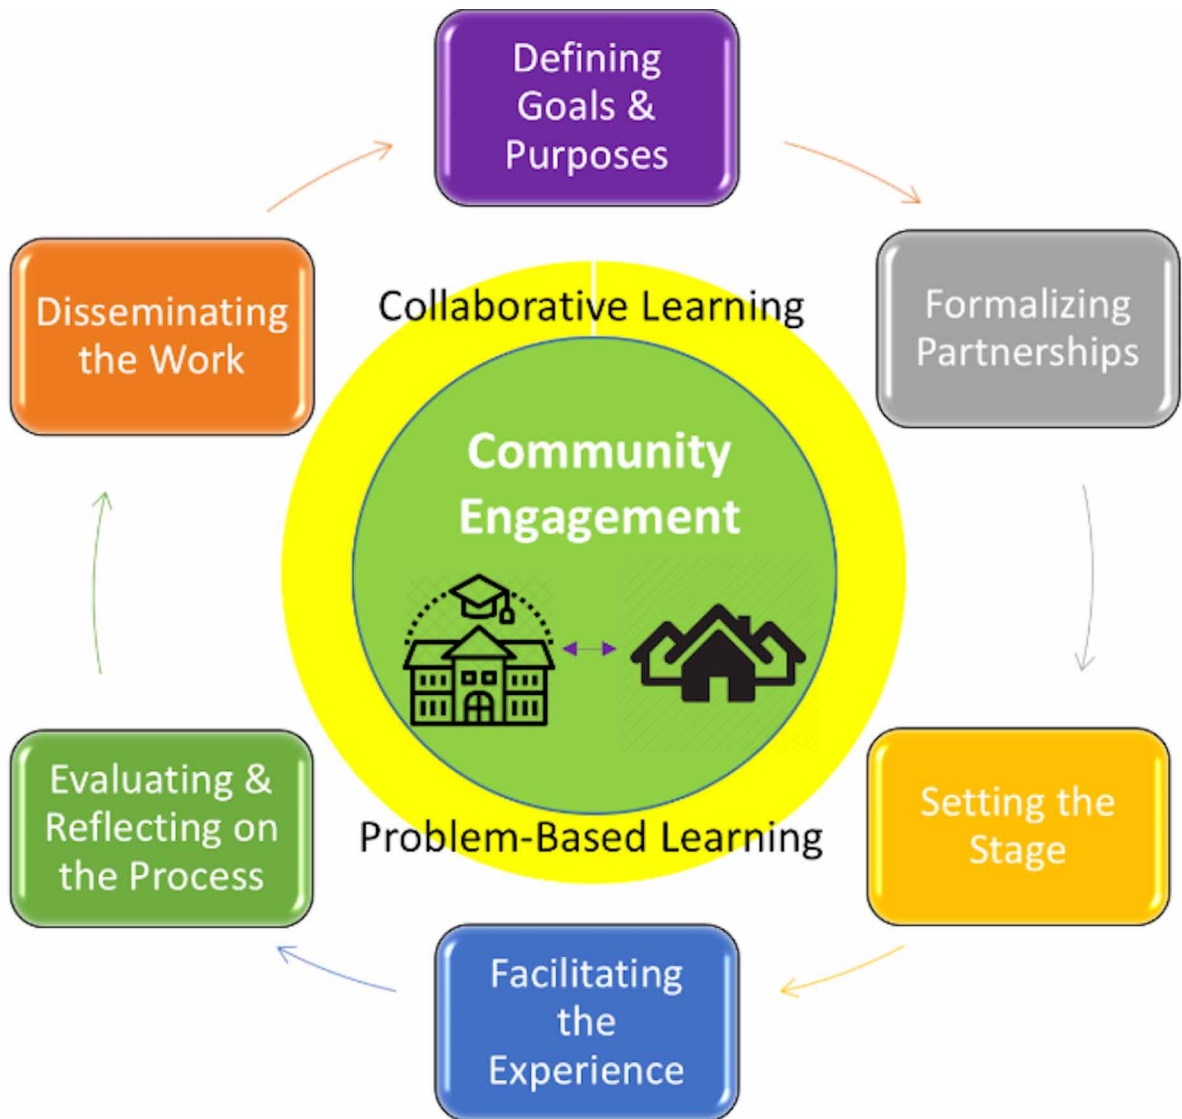 Defining
Goals &
Purposes
Formalizing
Partnerships
Setting the
Stage
Facilitating
the
Experience
Evaluating &
Reflecting on
the Process
Disseminating
the Work
Collaborative Learning
Community
Engagement
Problem-Based Learning